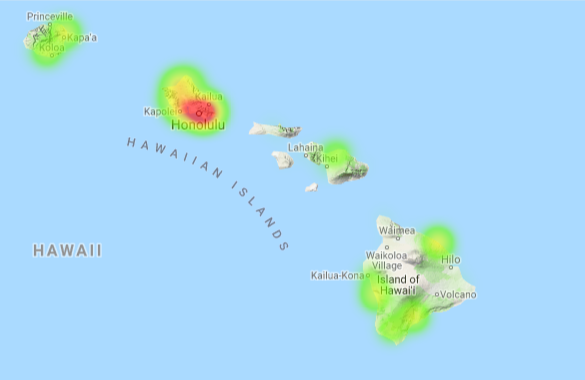 Princeville
Kapa'a
Koloa
Kailua
Kapolei
Honolulu
HAWAIIAN ISLANDS
Lahaina
Kihei
HAWAII
Waimea
Waikoloa
Village
Hilo
Kailua-Kona
Island of
Hawai'i
Volcano